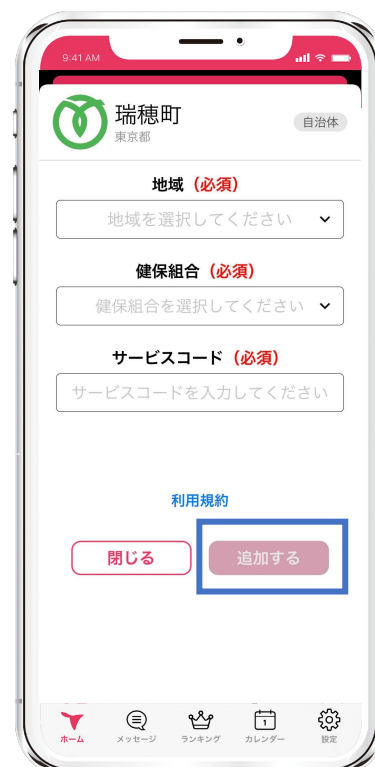 9:41 AM
瑞穂町
東京都
自治体
地域（必須）
地域を選択してください
健保組合（必須）
健保組合を選択してください
サービスコード（必須）
サービスコードを入力してください
利用規約
閉じる
追加する
1
ホーム
メッセージ
ランキング
カレンダー
設定